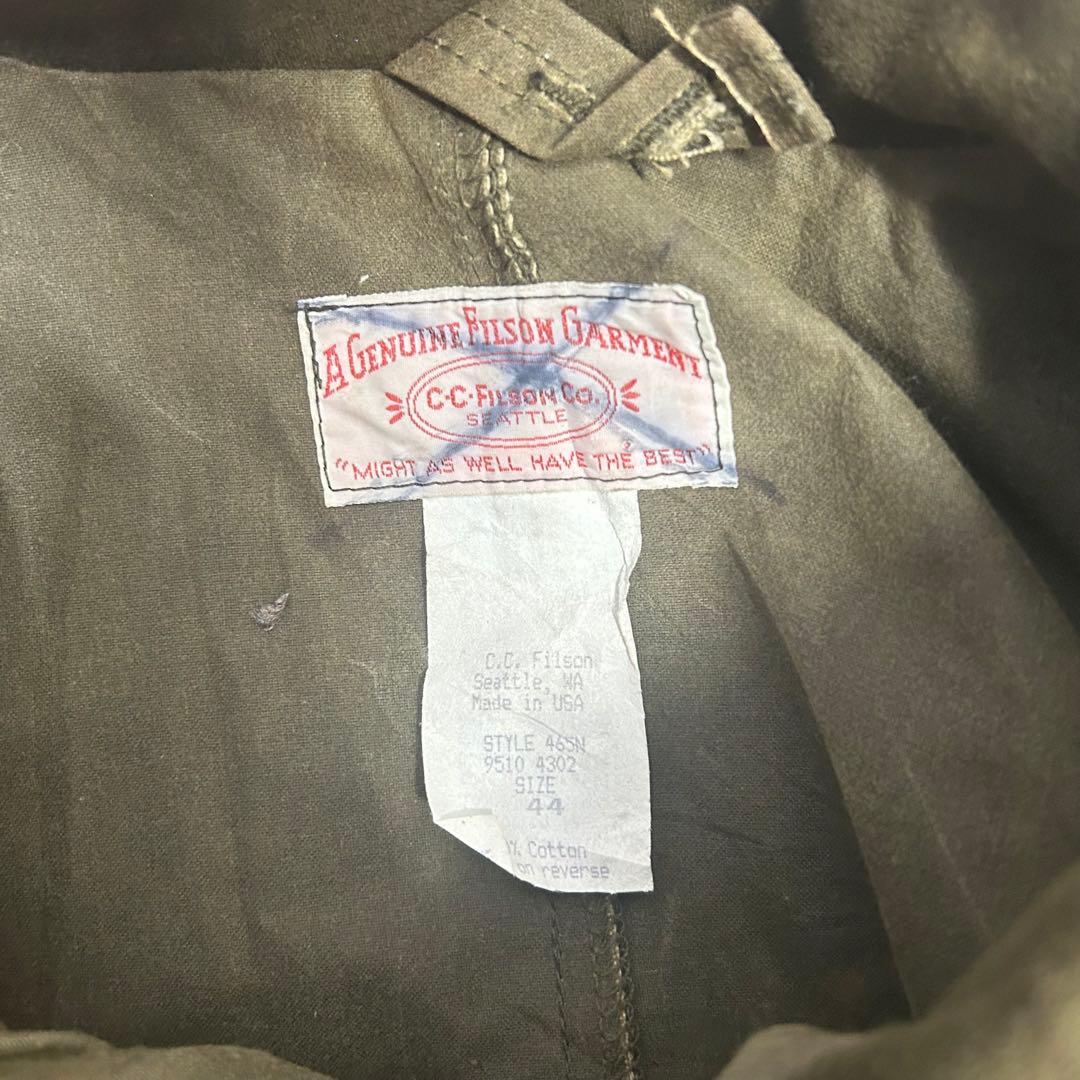 A GENUINE FILSON GARMENT
C·C·FILSON CO.
SEATTLE
"MIGHT AS WELL HAVE THE BEST"
C.C. Filson
Seattle, WA
Made in USA
STYLE 465N
9510 4302
SIZE
44
% Cotton
on reverse